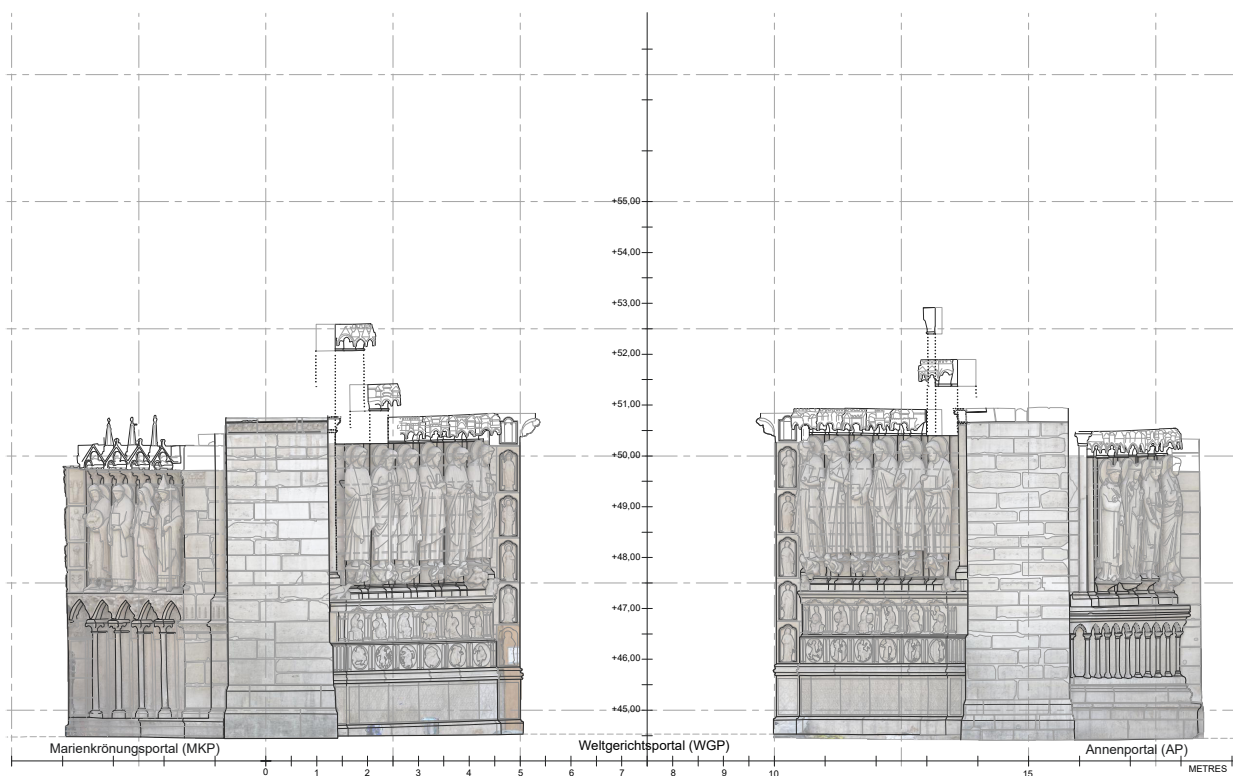 +55,00
+54,00
+53,00
+52,00
+51,00
+50,00
+49,00
+48,00
+47,00
+46,00
+45,00
Marienkrönungsportal (MKP)
Weltgerichtsportal (WGP)
Annenportal (AP)
0 1 2 3 4 5 6 7 8 9 10 15 METRES